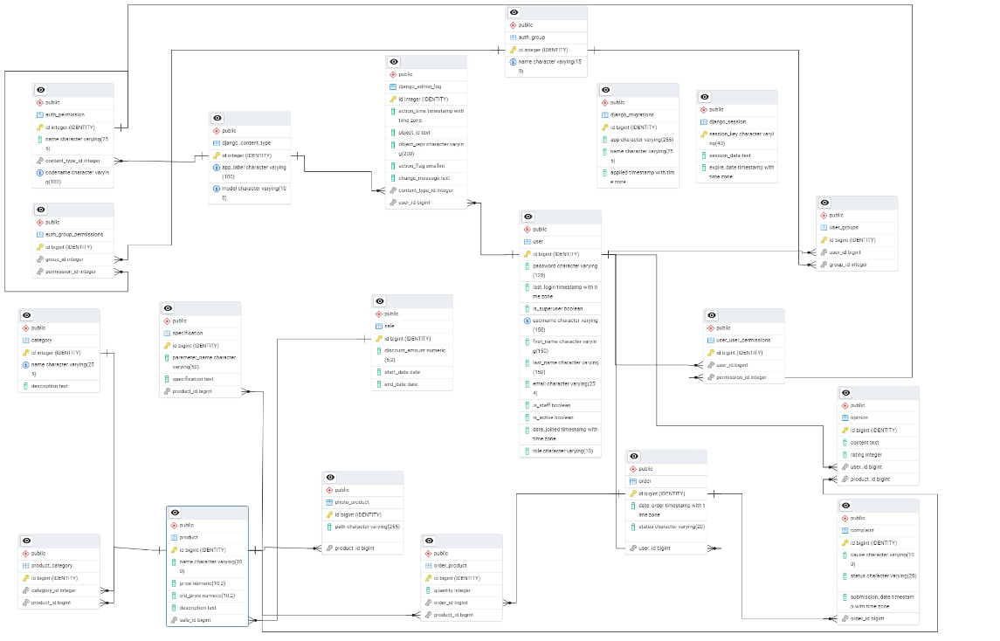 public
auth_group
id integer (IDENTITY)
name character varying(15
0)
public
django_admin_log
id integer (IDENTITY)
action_time timestamp with
time zone
object_id text
object_repr character varyin
g(200)
action_flag smallint
change_message text
content_type_id integer
user_id bigint
public
auth_permission
id integer (IDENTITY)
name character varying(25
5)
content_type_id integer
codename character varyin
g(100)
public
django_content_type
id integer (IDENTITY)
app_label character varying
(100)
model character varying(10
0)
public
django_migrations
id bigint (IDENTITY)
app character varying(255)
name character varying(25
5)
applied timestamp with tim
e zone
public
django_session
session_key character varyi
ng(40)
session_data text
expire_date timestamp with
time zone
public
auth_group_permissions
id bigint (IDENTITY)
group_id integer
permission_id integer
public
user
id bigint (IDENTITY)
password character varying
(128)
last_login timestamp with ti
me zone
is_superuser boolean
username character varying
(150)
first_name character varyin
g(150)
last_name character varying
(150)
email character varying(25
4)
is_staff boolean
is_active boolean
date_joined timestamp with
time zone
role character varying(10)
public
user_groups
id bigint (IDENTITY)
user_id bigint
group_id integer
public
category
id integer (IDENTITY)
name character varying(25
5)
description text
public
specification
id bigint (IDENTITY)
parameter_name character
varying(50)
specification text
product_id bigint
public
sale
id bigint (IDENTITY)
discount_amount numeric
(5,2)
start_date date
end_date date
public
user_user_permissions
id bigint (IDENTITY)
user_id bigint
permission_id integer
public
opinion
id bigint (IDENTITY)
content text
rating integer
user_id bigint
product_id bigint
public
order
id bigint (IDENTITY)
date_order timestamp with t
ime zone
status character varying(20)
user_id bigint
public
photo_product
id bigint (IDENTITY)
path character varying(255)
product_id bigint
public
product
id bigint (IDENTITY)
name character varying(10
0)
price numeric(10,2)
old_price numeric(10,2)
description text
sale_id bigint
public
complaint
id bigint (IDENTITY)
cause character varying(10
0)
status character varying(20)
submission_date timestam
p with time zone
order_id bigint
public
product_category
id bigint (IDENTITY)
category_id integer
product_id bigint
public
order_product
id bigint (IDENTITY)
quantity integer
order_id bigint
product_id bigint